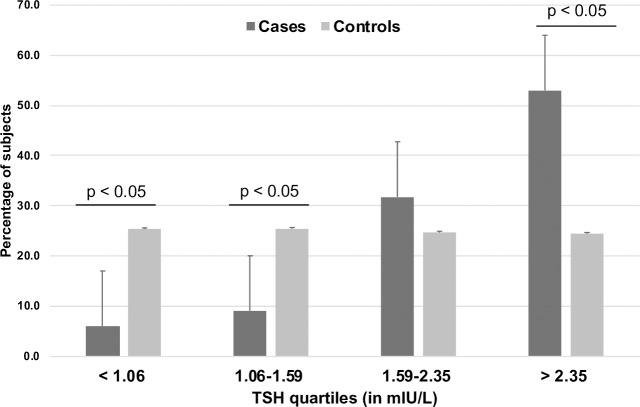 70.0
60.0
50.0
40.0
30.0
20.0
10.0
0.0
Percentage of subjects
Cases Controls
p < 0.05
p < 0.05
p < 0.05
< 1.06 1.06-1.59 1.59-2.35 > 2.35
TSH quartiles (in mIU/L)